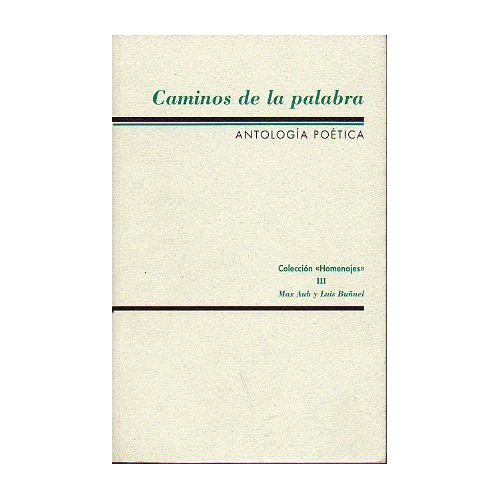 Caminos de la palabra
ANTOLOGÍA POÉTICA
Colección «Homenajes»
III
Max Aub y Luis Buñuel